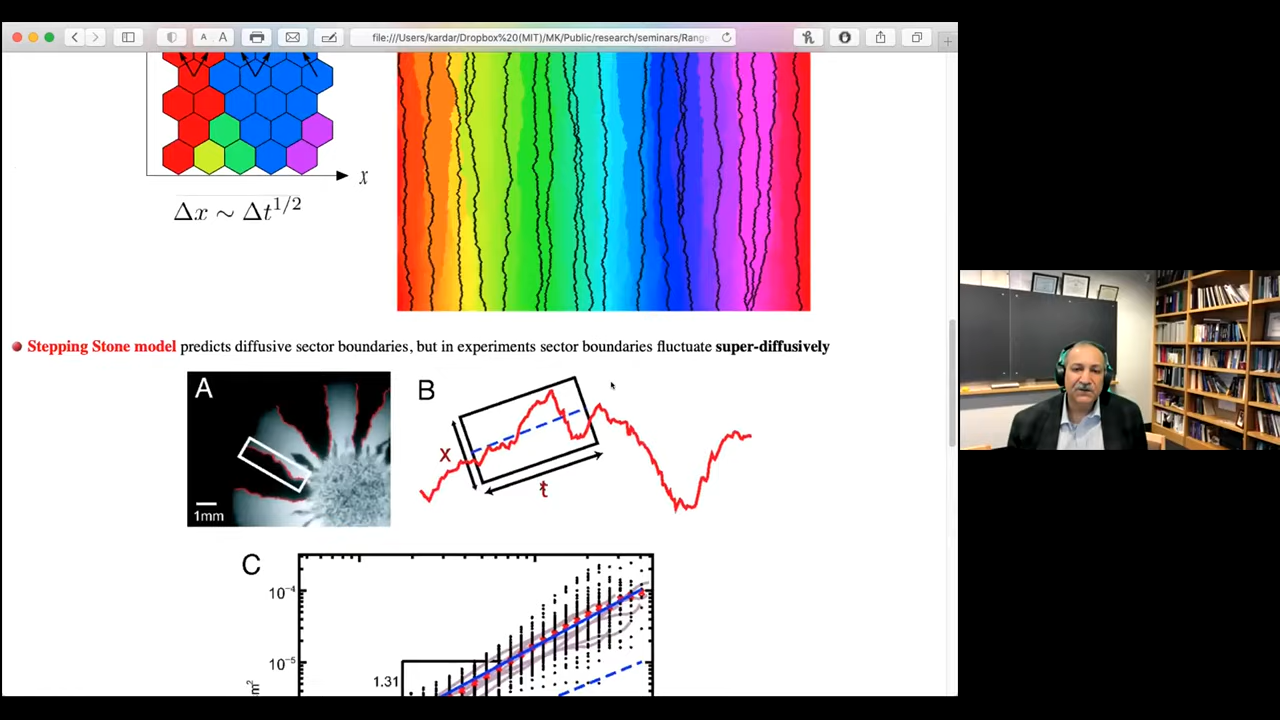 A A
file:///Users/kardar/Dropbox%20(MIT)/MK/Public/research/seminars/Range
x
Δx ~ Δt^{1/2}
Stepping Stone model predicts diffusive sector boundaries, but in experiments sector boundaries fluctuate super-diffusively
A
1mm
B
x
t
C
10^{-4}
10^{-5}
1.31
m²